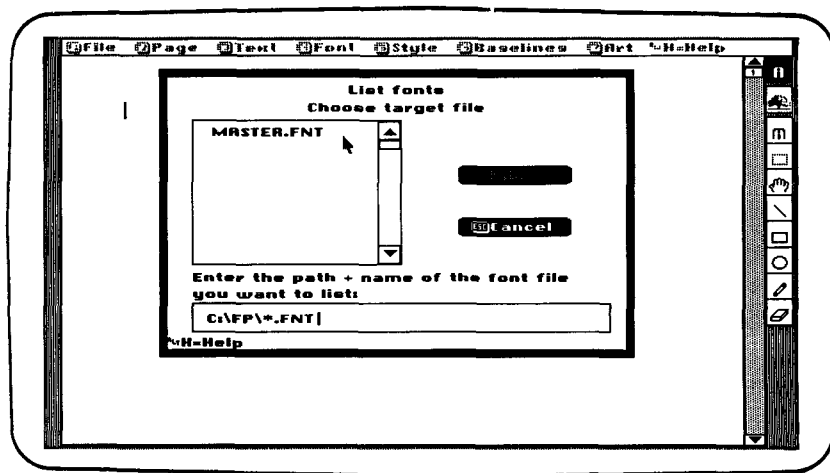 File Page Text Font Style Baselines Art H=Help
List fonts
Choose target file
MASTER.FNT
ESC Cancel
Enter the path + name of the font file
you want to list:
C:\FP\*.FNT
H=Help